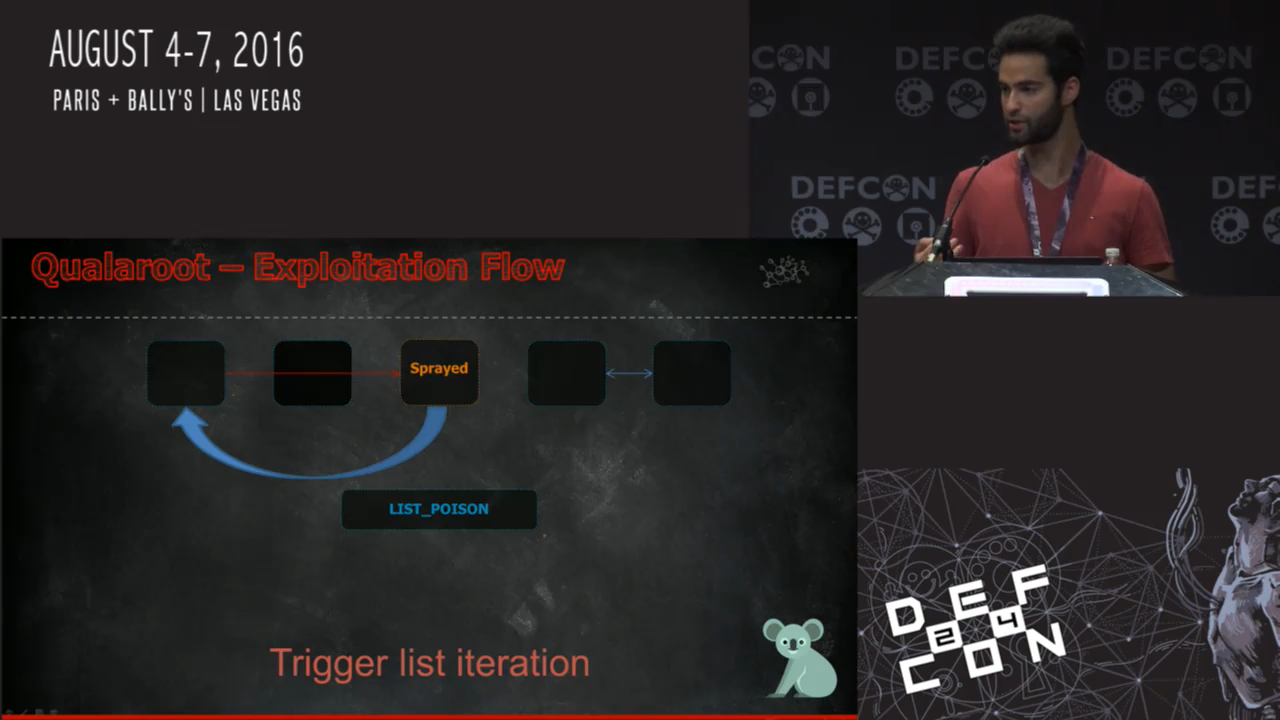 AUGUST 4-7, 2016
PARIS + BALLY'S | LAS VEGAS
DEFCON
DEFCON
DEFCON
DEFCON
Qualaroot – Exploitation Flow
Sprayed
LIST_POISON
Trigger list iteration
DEF
24
CON